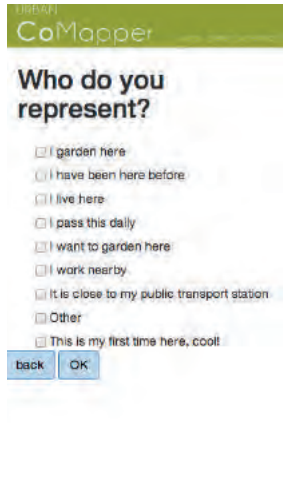 URBAN
CoMapper
Who do you
represent?
I garden here
I have been here before
I live here
I pass this daily
I want to garden here
I work nearby
It is close to my public transport station
Other
This is my first time here, cool!
back OK